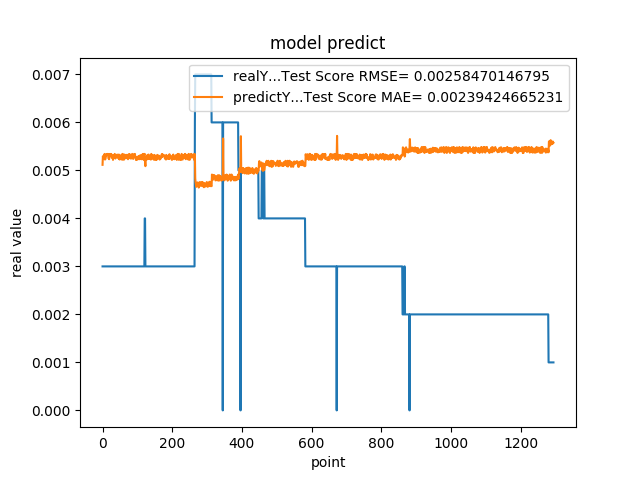 model predict
realY...Test Score RMSE= 0.00258470146795
predictY...Test Score MAE= 0.00239424665231
real value
0.007
0.006
0.005
0.004
0.003
0.002
0.001
0.000
0 200 400 600 800 1000 1200
point